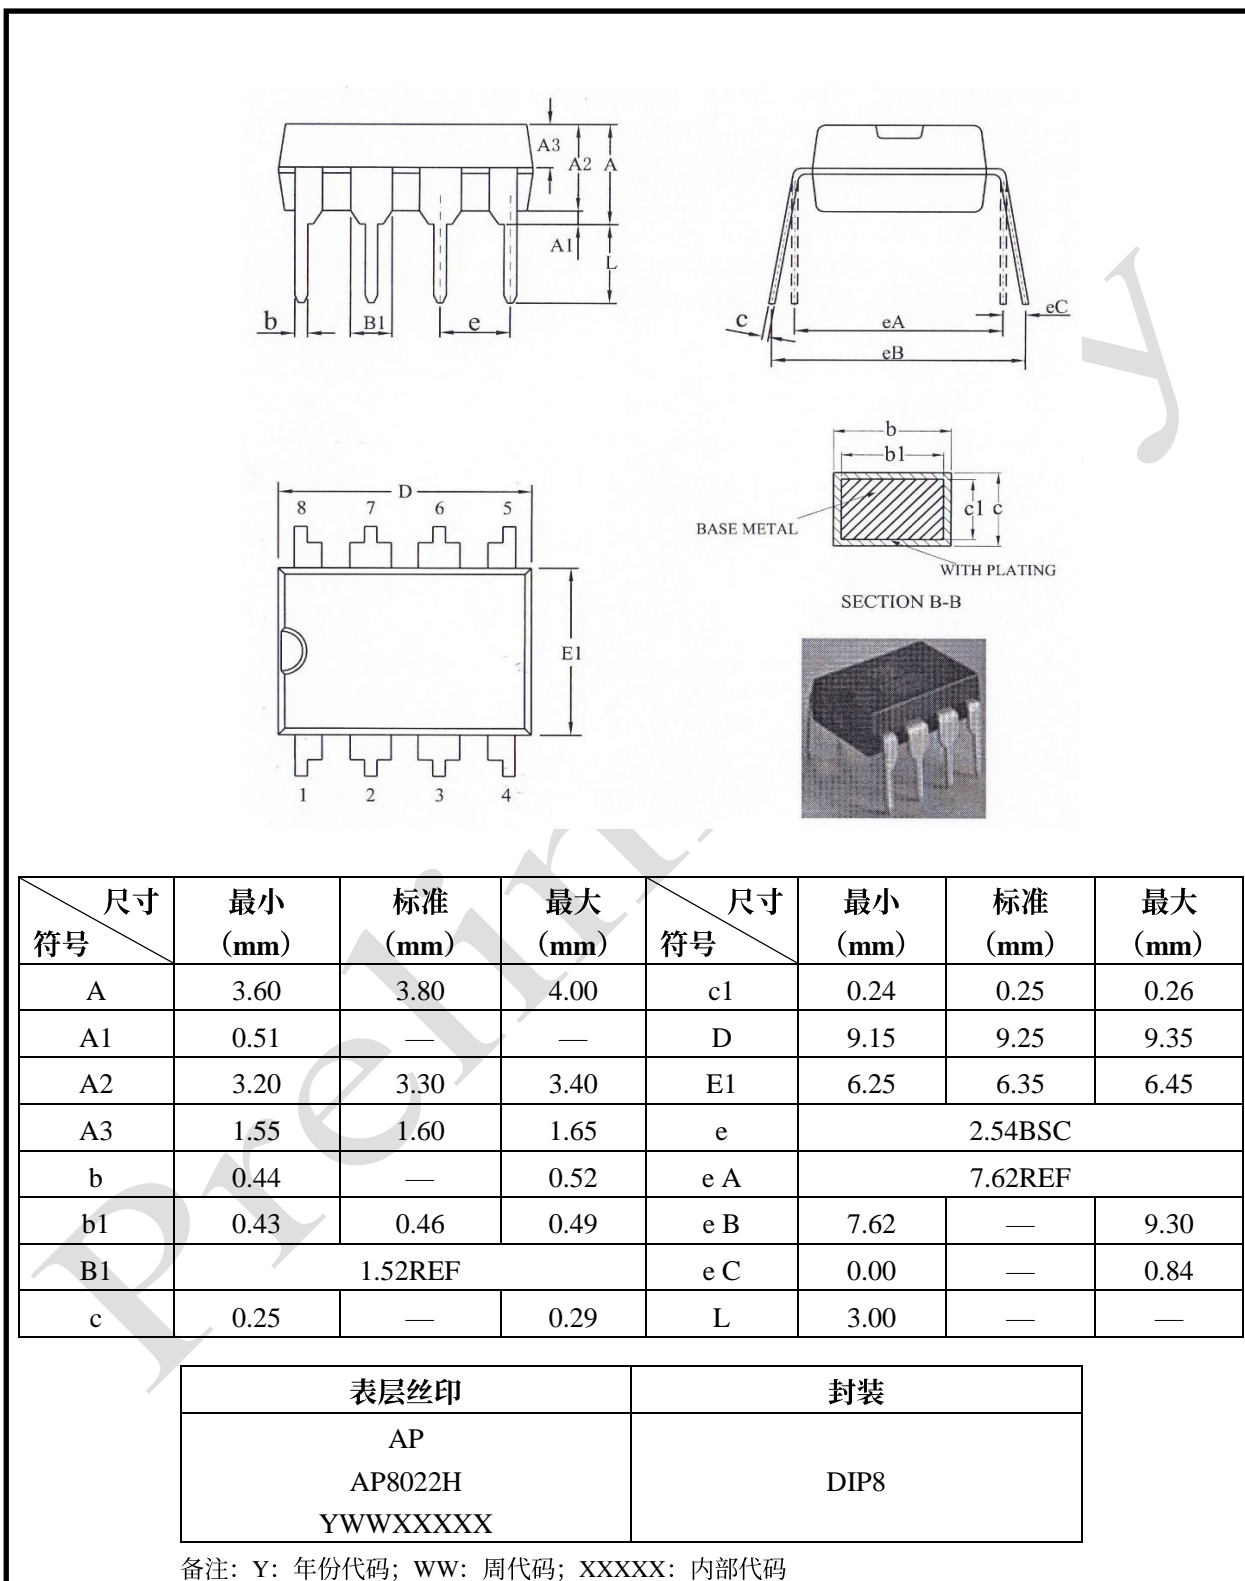 A3
A2
A
A1
L
b
B1
e
c
eA
eC
eB
D
8 7 6 5
E1
1 2 3 4
b
b1
c1 c
BASE METAL
WITH PLATING
SECTION B-B
尺寸 符号 最小（mm） 标准（mm） 最大（mm） 尺寸 符号 最小（mm） 标准（mm） 最大（mm）
A 3.60 3.80 4.00 c1 0.24 0.25 0.26
A1 0.51 — — D 9.15 9.25 9.35
A2 3.20 3.30 3.40 E1 6.25 6.35 6.45
A3 1.55 1.60 1.65 e 2.54BSC
b 0.44 — 0.52 e A 7.62REF
b1 0.43 0.46 0.49 e B 7.62 — 9.30
B1 1.52REF e C 0.00 — 0.84
c 0.25 — 0.29 L 3.00 — —
表层丝印 封装
AP
AP8022H
YWWXXXXX
DIP8
备注：Y：年份代码；WW：周代码；XXXXX：内部代码